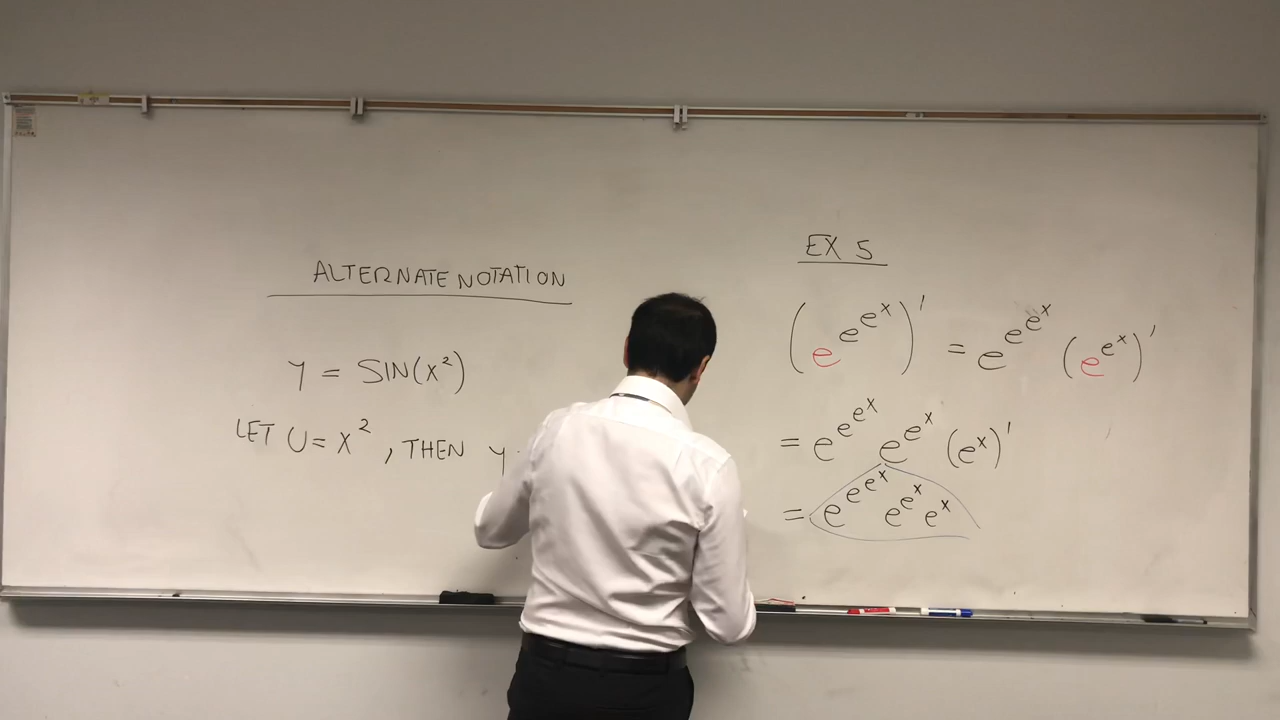 ALTERNATE NOTATION
Y = SIN(X²)
LET U = X², THEN Y
EX 5
(e^{e^{e^x}})' = e^{e^{e^x}} (e^{e^x})'
= e^{e^{e^x}} e^{e^x} (e^x)'
= e^{e^{e^x}} e^{e^x} e^x